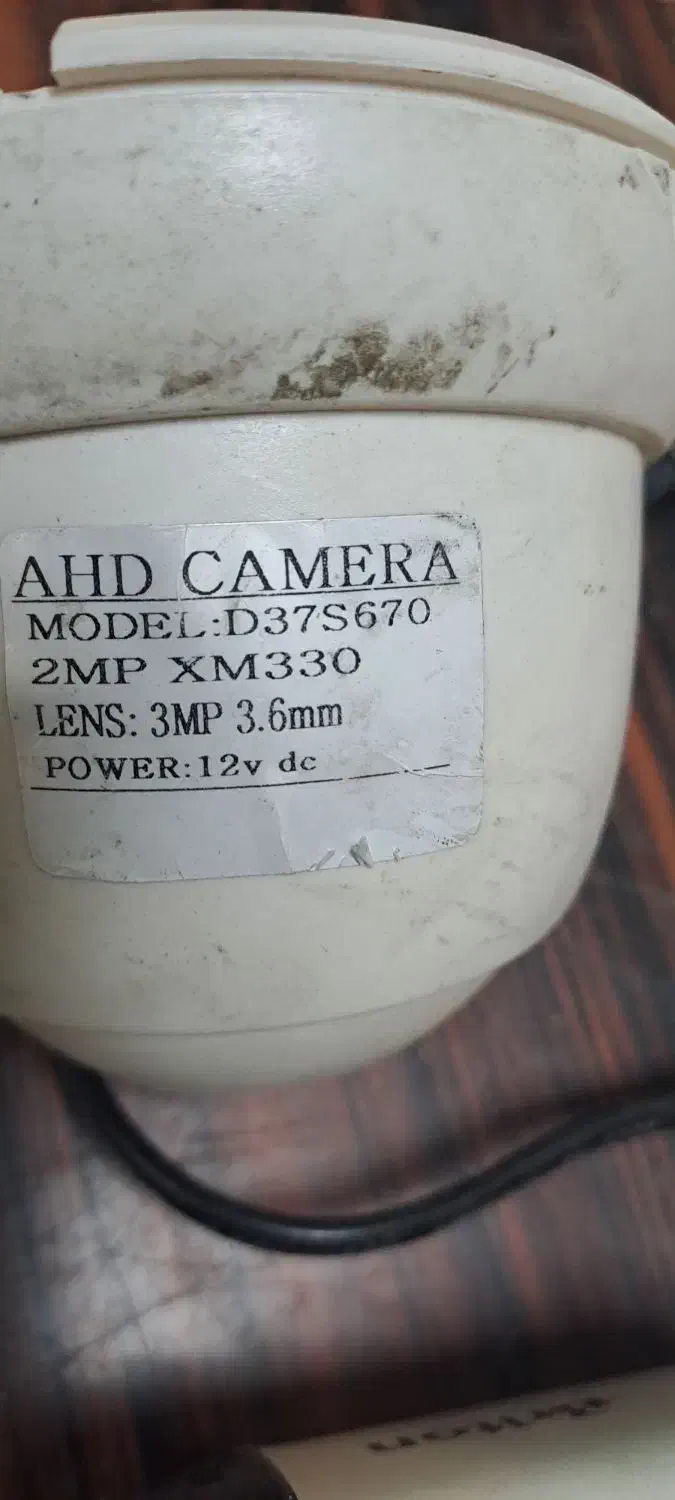 AHD CAMERA
MODEL:D37S670
2MP XM330
LENS: 3MP 3.6mm
POWER:12v dc